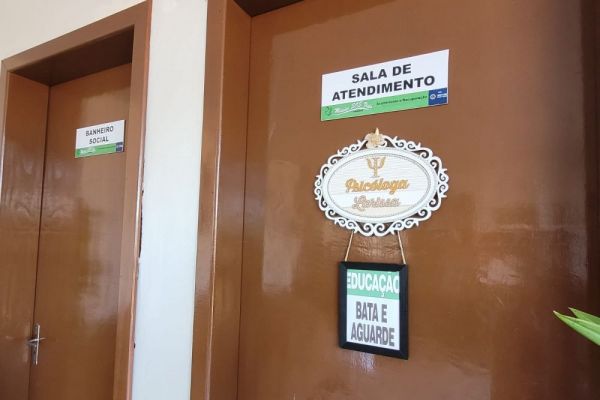 BANHEIRO
SOCIAL
SALA DE
ATENDIMENTO
Psicóloga
Larissa
EDUCAÇÃO
BATA E
AGUARDE